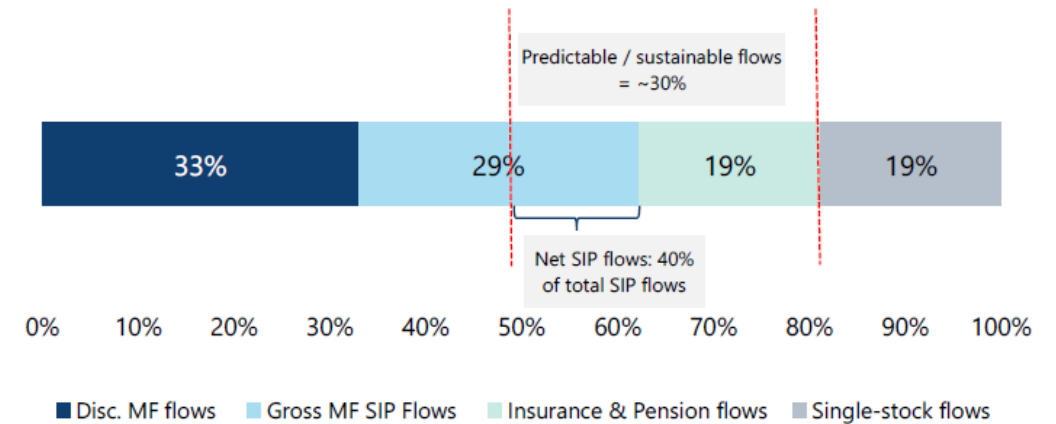 Predictable / sustainable flows
= ~30%
33%
29%
19%
19%
Net SIP flows: 40%
of total SIP flows
0% 10% 20% 30% 40% 50% 60% 70% 80% 90% 100%
Disc. MF flows Gross MF SIP Flows Insurance & Pension flows Single-stock flows